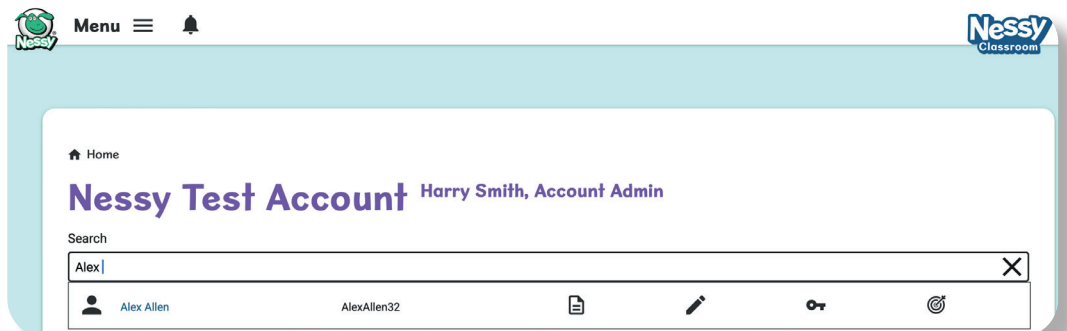 Nessy
Menu
Nessy
Classroom
Home
Nessy Test Account Harry Smith, Account Admin
Search
Alex
Alex Allen AlexAllen32